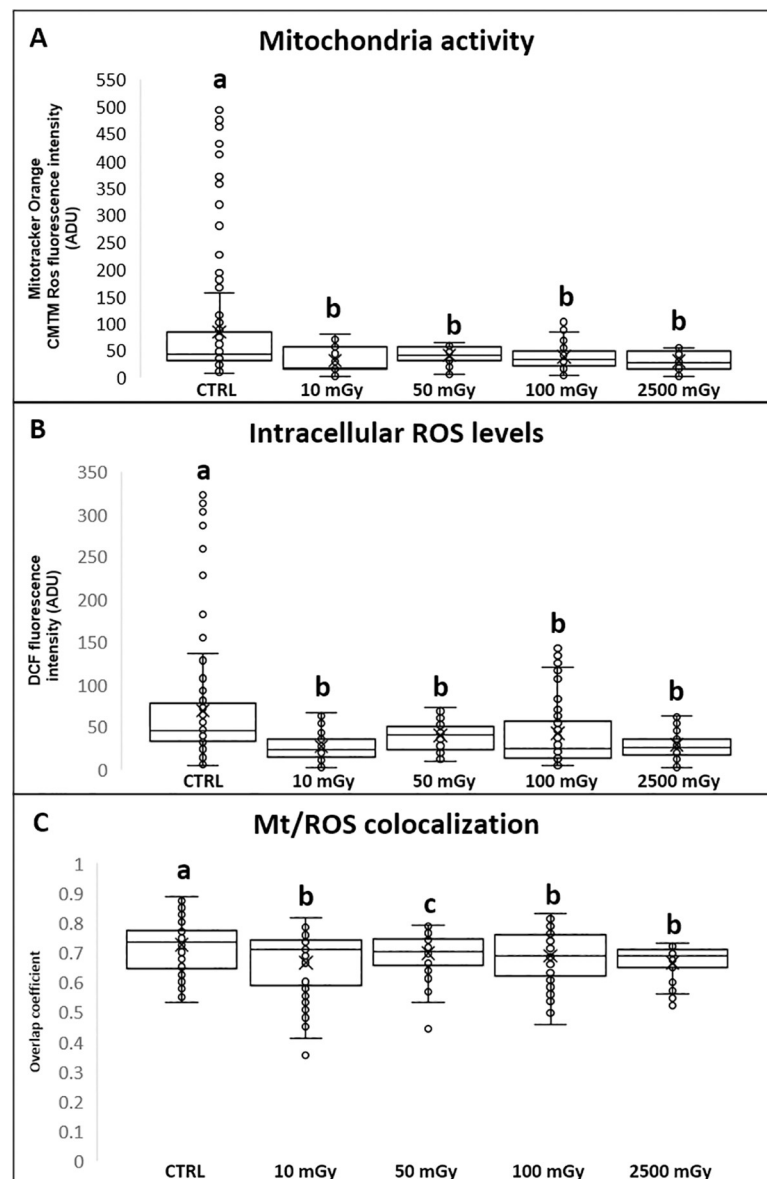 A
Mitochondria activity
a
b
b
b
b
Mitotracker Orange
CMTM Ros fluorescence intensity
(ADU)
550
500
450
400
350
300
250
200
150
100
50
0
CTRL 10 mGy 50 mGy 100 mGy 2500 mGy
B
Intracellular ROS levels
a
b
b
b
b
DCF fluorescence
intensity (ADU)
350
300
250
200
150
100
50
0
CTRL 10 mGy 50 mGy 100 mGy 2500 mGy
C
Mt/ROS colocalization
a
b
c
b
b
Overlap coefficient
1
0.9
0.8
0.7
0.6
0.5
0.4
0.3
0.2
0.1
0
CTRL 10 mGy 50 mGy 100 mGy 2500 mGy